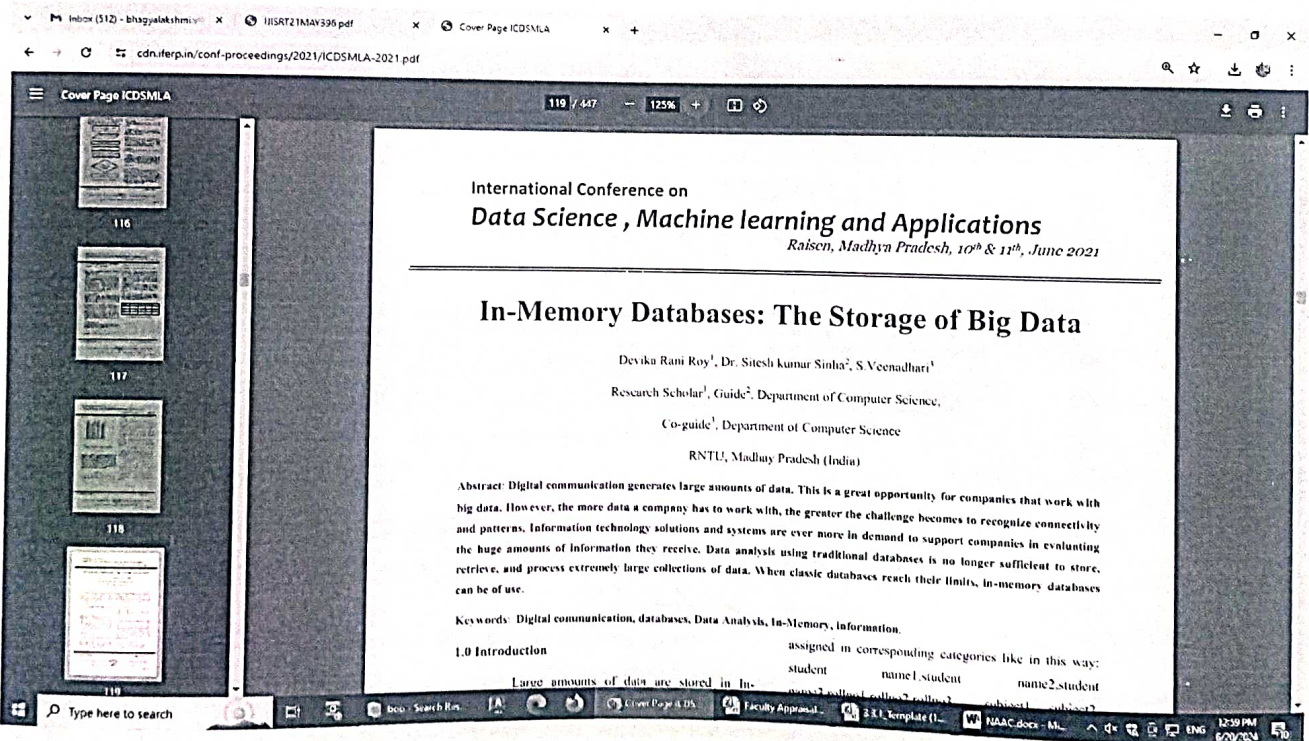 Inbox (512) - bhagyalakshmi.v
IJISRT21MAY396.pdf
Cover Page ICDSMLA
cdn.iferp.in/conf-proceedings/2021/ICDSMLA-2021.pdf
Cover Page ICDSMLA
119 / 447
125%
116
117
118
119
International Conference on
Data Science , Machine learning and Applications
Raisen, Madhya Pradesh, 10th & 11th, June 2021
In-Memory Databases: The Storage of Big Data
Devika Rani Roy¹, Dr. Sitesh kumar Sinha², S.Veenadhari³
Research Scholar¹, Guide², Department of Computer Science,
Co-guide³, Department of Computer Science
RNTU, Madhay Pradesh (India)
Abstract: Digital communication generates large amounts of data. This is a great opportunity for companies that work with
big data. However, the more data a company has to work with, the greater the challenge becomes to recognize connectivity
and patterns. Information technology solutions and systems are ever more in demand to support companies in evaluating
the huge amounts of information they receive. Data analysis using traditional databases is no longer sufficient to store,
retrieve, and process extremely large collections of data. When classic databases reach their limits, in-memory databases
can be of use.
Keywords: Digital communication, databases, Data Analysis, In-Memory, information.
1.0 Introduction
Large amounts of data are stored in In-
assigned in corresponding categories like in this way:
student name1.student name2.student
Type here to search
boo - Search Res
Cover Page ICDS
Faculty Appraisal
3.3.1_Template (1
NAAC.docx - Mi
ENG
12:59 PM
6/20/2024